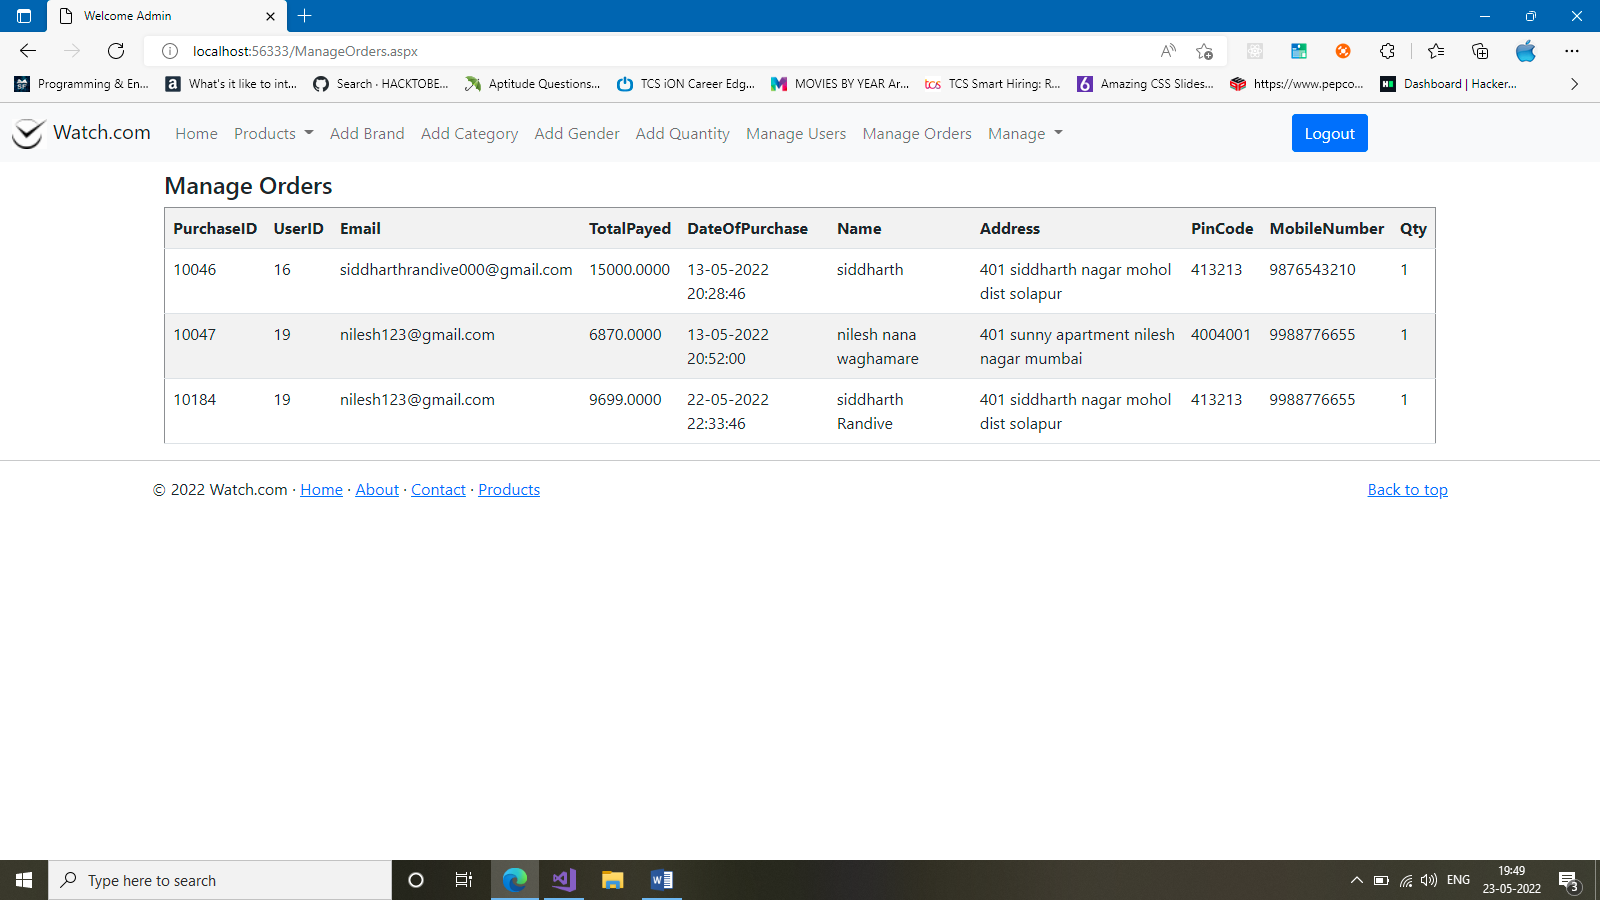 Welcome Admin
localhost:56333/ManageOrders.aspx
Programming & En... What's it like to int... Search · HACKTOBE... Aptitude Questions... TCS iON Career Edg... MOVIES BY YEAR Ar... TCS Smart Hiring: R... Amazing CSS Slides... https://www.pepco... Dashboard | Hacker...
Watch.com Home Products Add Brand Add Category Add Gender Add Quantity Manage Users Manage Orders Manage Logout
Manage Orders
PurchaseID UserID Email TotalPayed DateOfPurchase Name Address PinCode MobileNumber Qty
10046 16 siddharthrandive000@gmail.com 15000.0000 13-05-2022 siddharth 401 siddharth nagar mohol 413213 9876543210 1
20:28:46 dist solapur
10047 19 nilesh123@gmail.com 6870.0000 13-05-2022 nilesh nana 401 sunny apartment nilesh 4004001 9988776655 1
20:52:00 waghamare nagar mumbai
10184 19 nilesh123@gmail.com 9699.0000 22-05-2022 siddharth 401 siddharth nagar mohol 413213 9988776655 1
22:33:46 Randive dist solapur
© 2022 Watch.com · Home · About · Contact · Products Back to top
Type here to search
ENG
19:49
23-05-2022
3